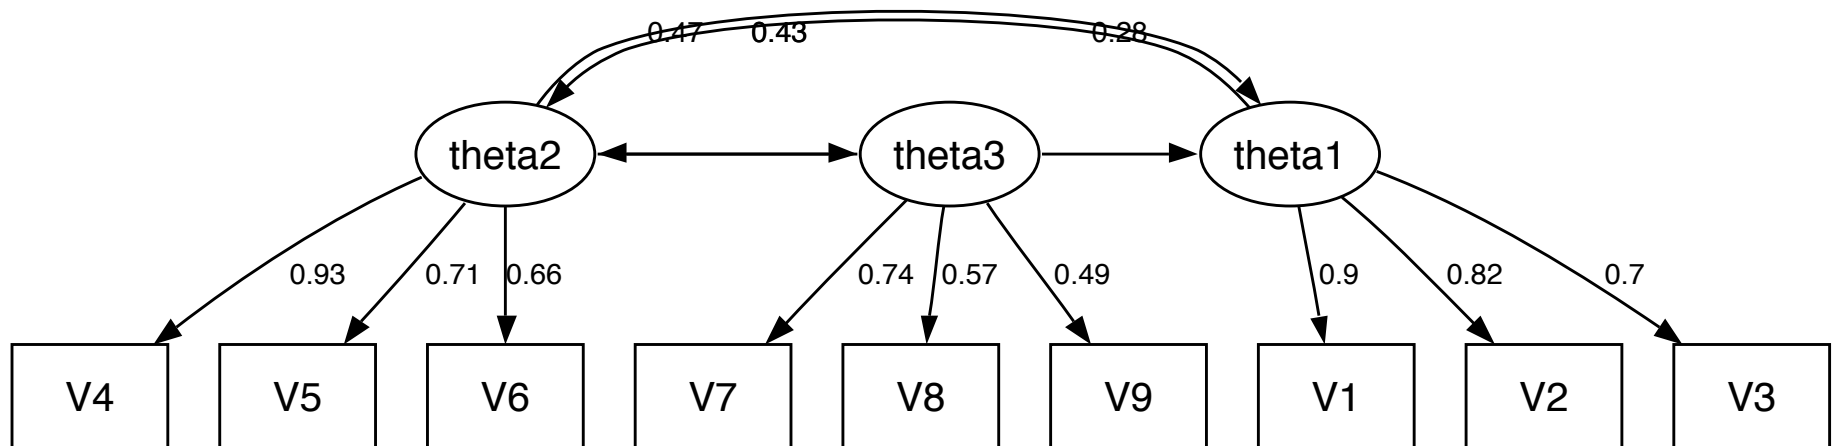 0.47 0.43 0.28
theta2 theta3 theta1
0.93 0.71 0.66 0.74 0.57 0.49 0.9 0.82 0.7
V4 V5 V6 V7 V8 V9 V1 V2 V3